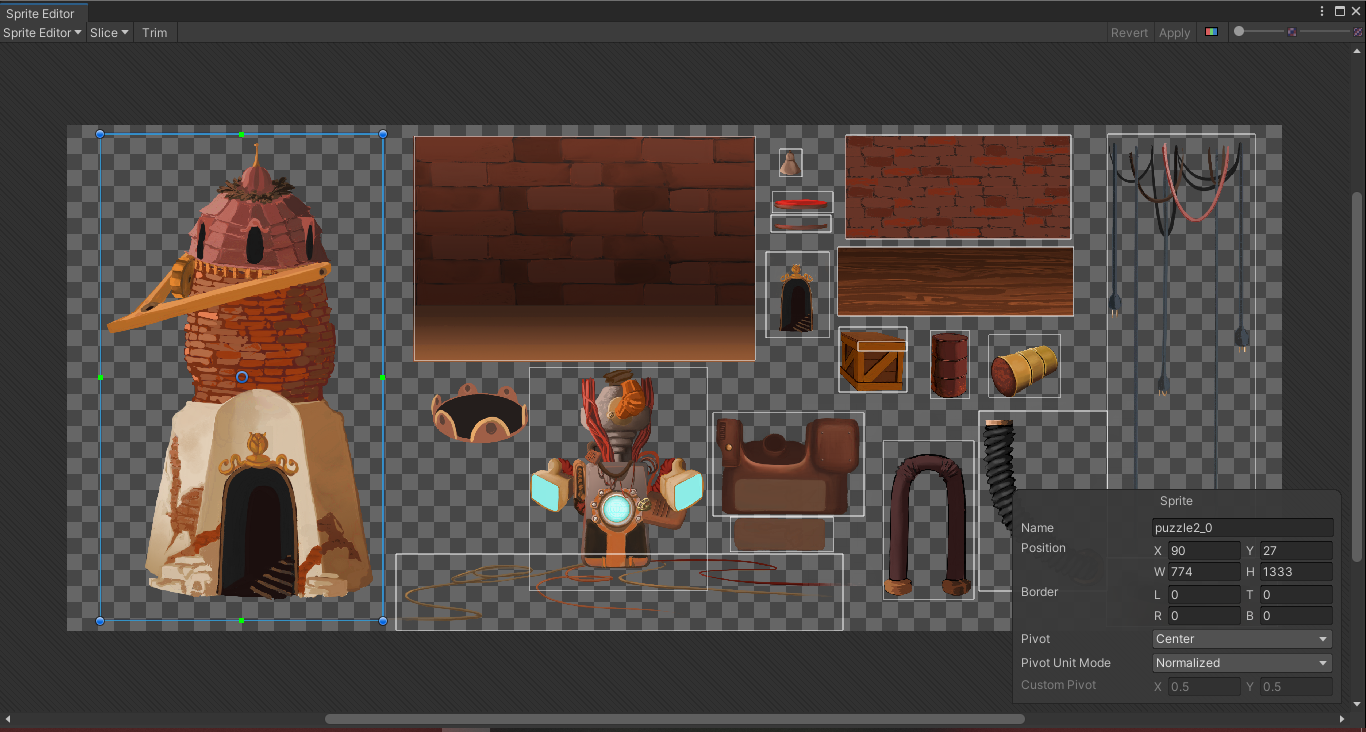 Sprite Editor
Sprite Editor Slice Trim Revert Apply
Sprite
Name puzzle2_0
Position X 90 Y 27
W 774 H 1333
Border L 0 T 0
R 0 B 0
Pivot Center
Pivot Unit Mode Normalized
Custom Pivot X 0.5 Y 0.5